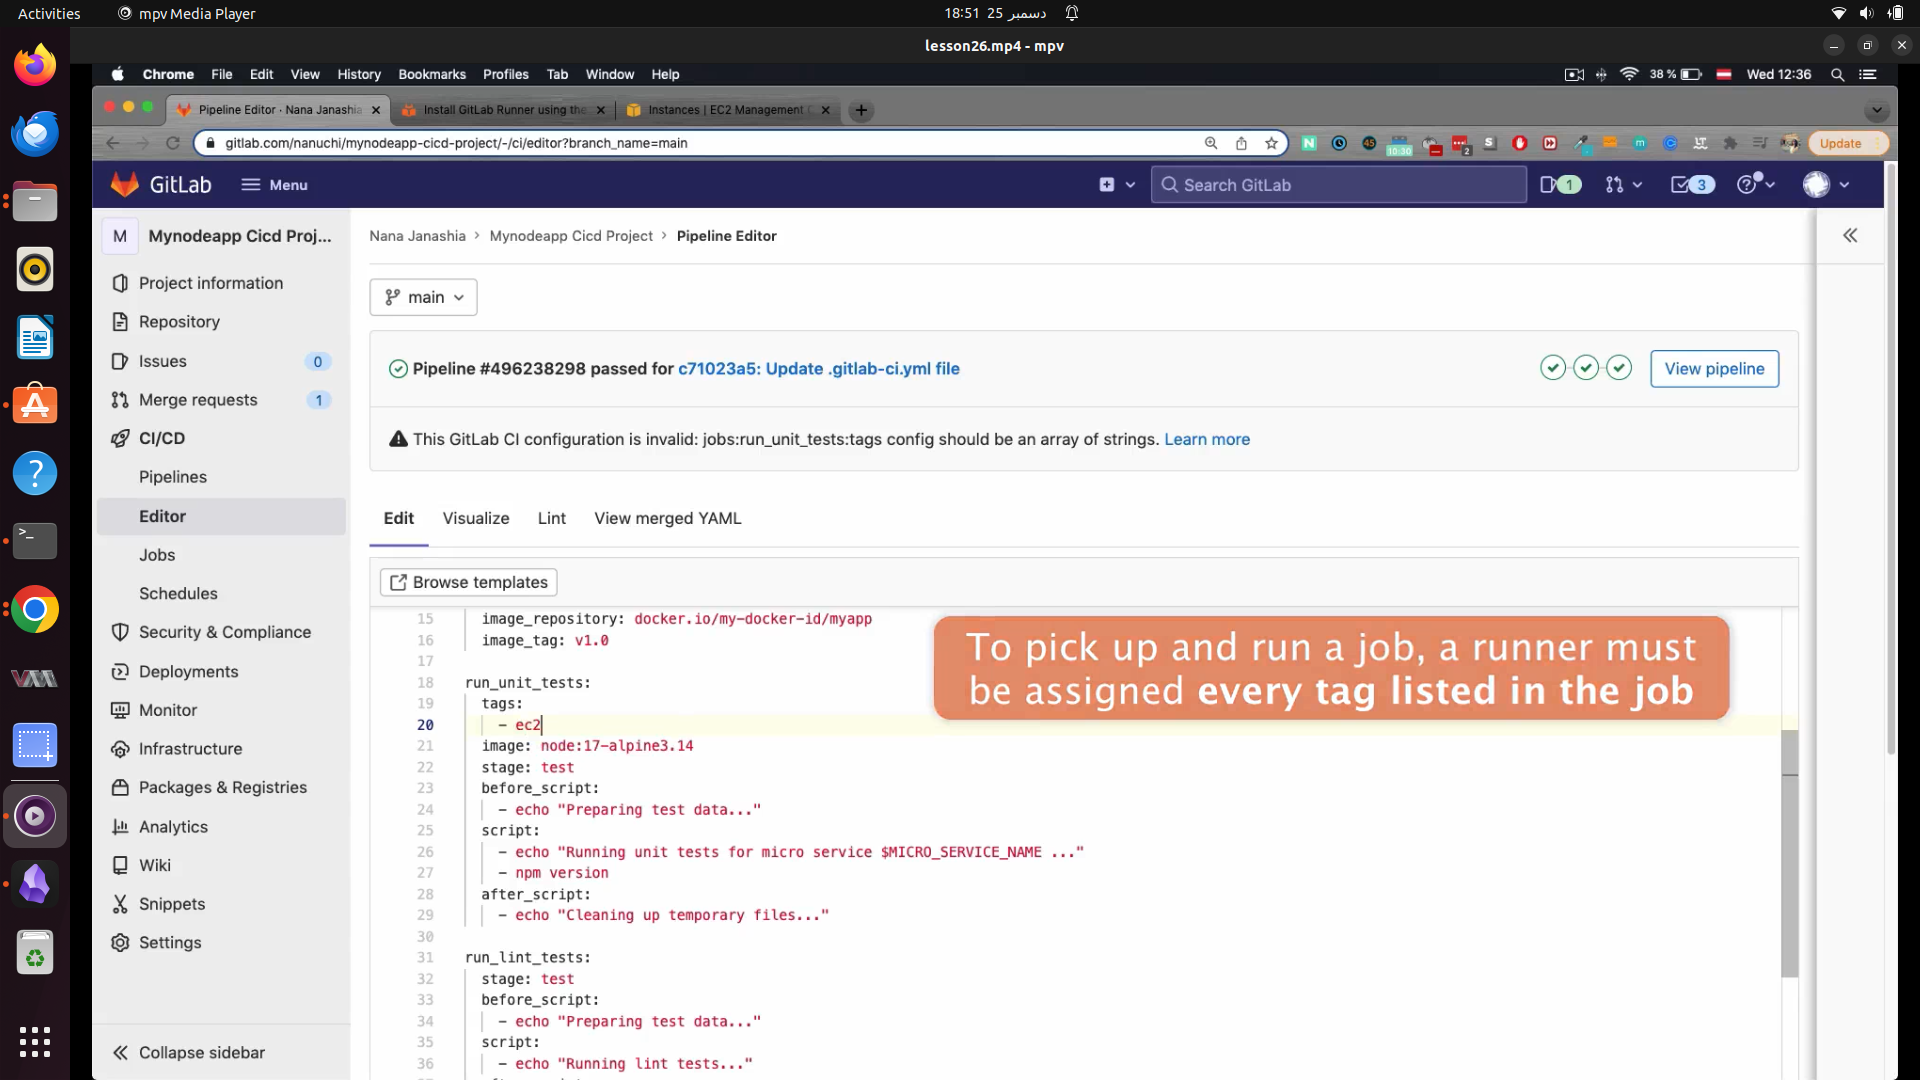 Activities
mpv Media Player
18:51 25 دسمبر
lesson26.mp4 - mpv
Chrome File Edit View History Bookmarks Profiles Tab Window Help
38 % Wed 12:36
Pipeline Editor · Nana Janashia
Install GitLab Runner using the
Instances | EC2 Management C
gitlab.com/nanuchi/mynodeapp-cicd-project/-/ci/editor?branch_name=main
Update
GitLab Menu
Search GitLab
1
3
M Mynodeapp Cicd Proj...
Project information
Repository
Issues 0
Merge requests 1
CI/CD
Pipelines
Editor
Jobs
Schedules
Security & Compliance
Deployments
Monitor
Infrastructure
Packages & Registries
Analytics
Wiki
Snippets
Settings
Collapse sidebar
Nana Janashia › Mynodeapp Cicd Project › Pipeline Editor
main
Pipeline #496238298 passed for c71023a5: Update .gitlab-ci.yml file
View pipeline
This GitLab CI configuration is invalid: jobs:run_unit_tests:tags config should be an array of strings. Learn more
Edit Visualize Lint View merged YAML
Browse templates
To pick up and run a job, a runner must
be assigned every tag listed in the job
15 image_repository: docker.io/my-docker-id/myapp
16 image_tag: v1.0
17
18 run_unit_tests:
19 tags:
20 - ec2
21 image: node:17-alpine3.14
22 stage: test
23 before_script:
24 - echo "Preparing test data..."
25 script:
26 - echo "Running unit tests for micro service $MICRO_SERVICE_NAME ..."
27 - npm version
28 after_script:
29 - echo "Cleaning up temporary files..."
30
31 run_lint_tests:
32 stage: test
33 before_script:
34 - echo "Preparing test data..."
35 script:
36 - echo "Running lint tests..."